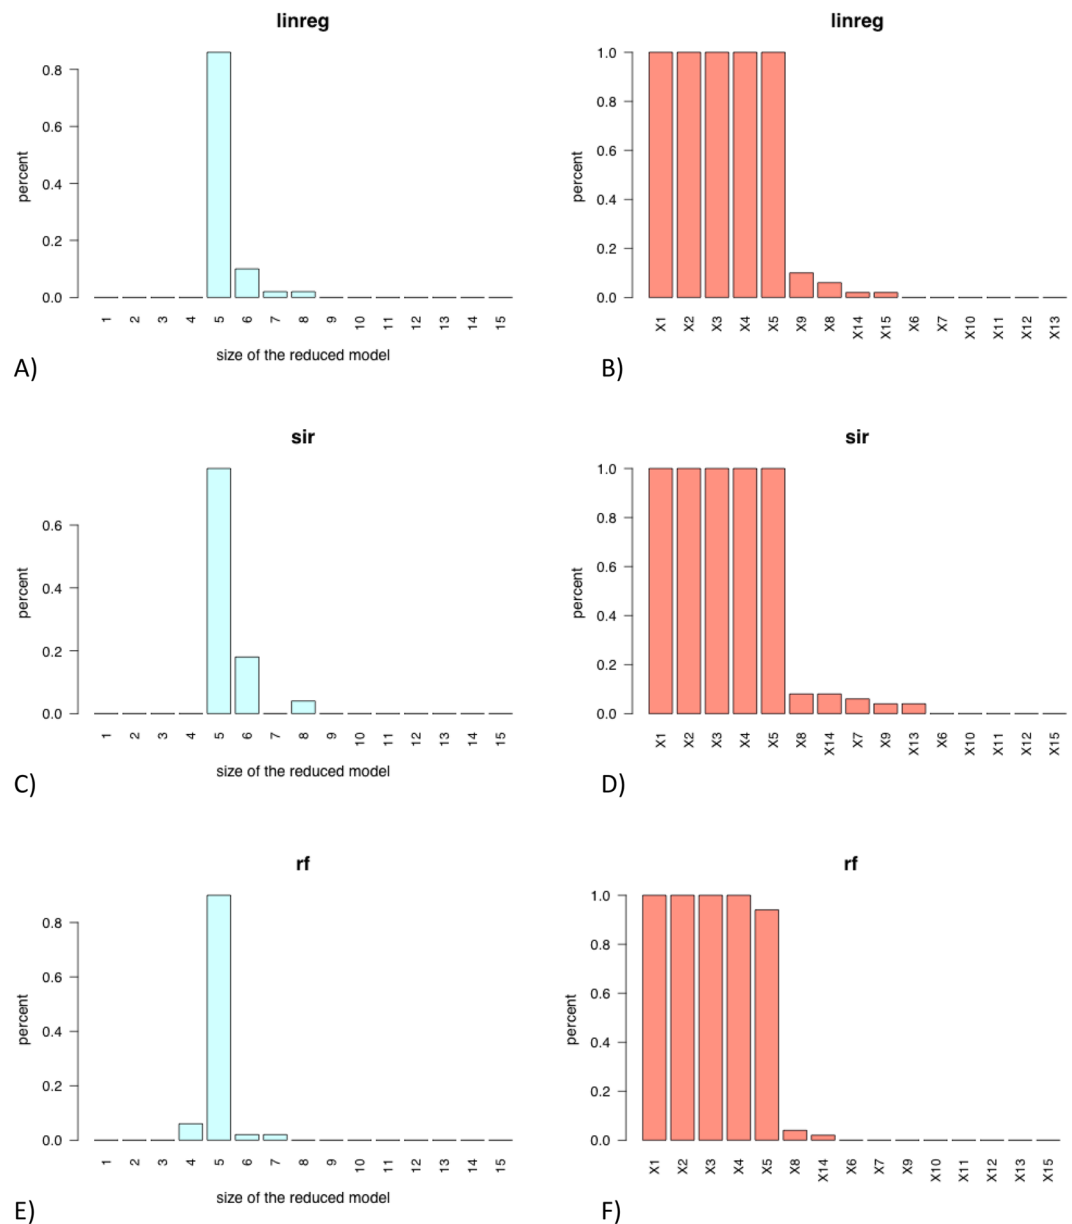 linreg
percent
0.8
0.6
0.4
0.2
0.0
1 2 3 4 5 6 7 8 9 10 11 12 13 14 15
size of the reduced model
A)
linreg
percent
1.0
0.8
0.6
0.4
0.2
0.0
X1 X2 X3 X4 X5 X9 X8 X14 X15 X6 X7 X10 X11 X12 X13
B)
sir
percent
0.6
0.4
0.2
0.0
1 2 3 4 5 6 7 8 9 10 11 12 13 14 15
size of the reduced model
C)
sir
percent
1.0
0.8
0.6
0.4
0.2
0.0
X1 X2 X3 X4 X5 X8 X14 X7 X9 X13 X6 X10 X11 X12 X15
D)
rf
percent
0.8
0.6
0.4
0.2
0.0
1 2 3 4 5 6 7 8 9 10 11 12 13 14 15
size of the reduced model
E)
rf
percent
1.0
0.8
0.6
0.4
0.2
0.0
X1 X2 X3 X4 X5 X8 X14 X6 X7 X9 X10 X11 X12 X13 X15
F)